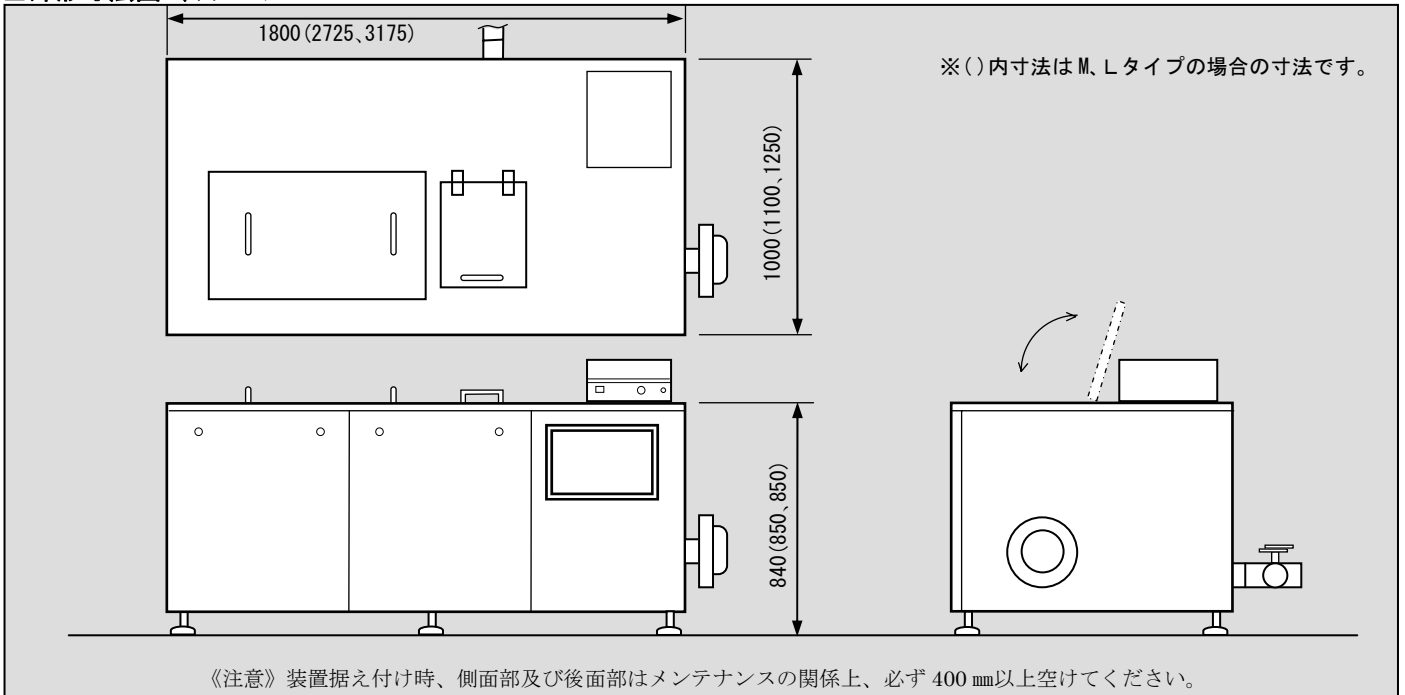 1800(2725、3175)
※()内寸法はM、Lタイプの場合の寸法です。
1000(1100、1250)
840(850、850)
《注意》装置据え付け時、側面部及び後面部はメンテナンスの関係上、必ず 400 ㎜以上空けてください。